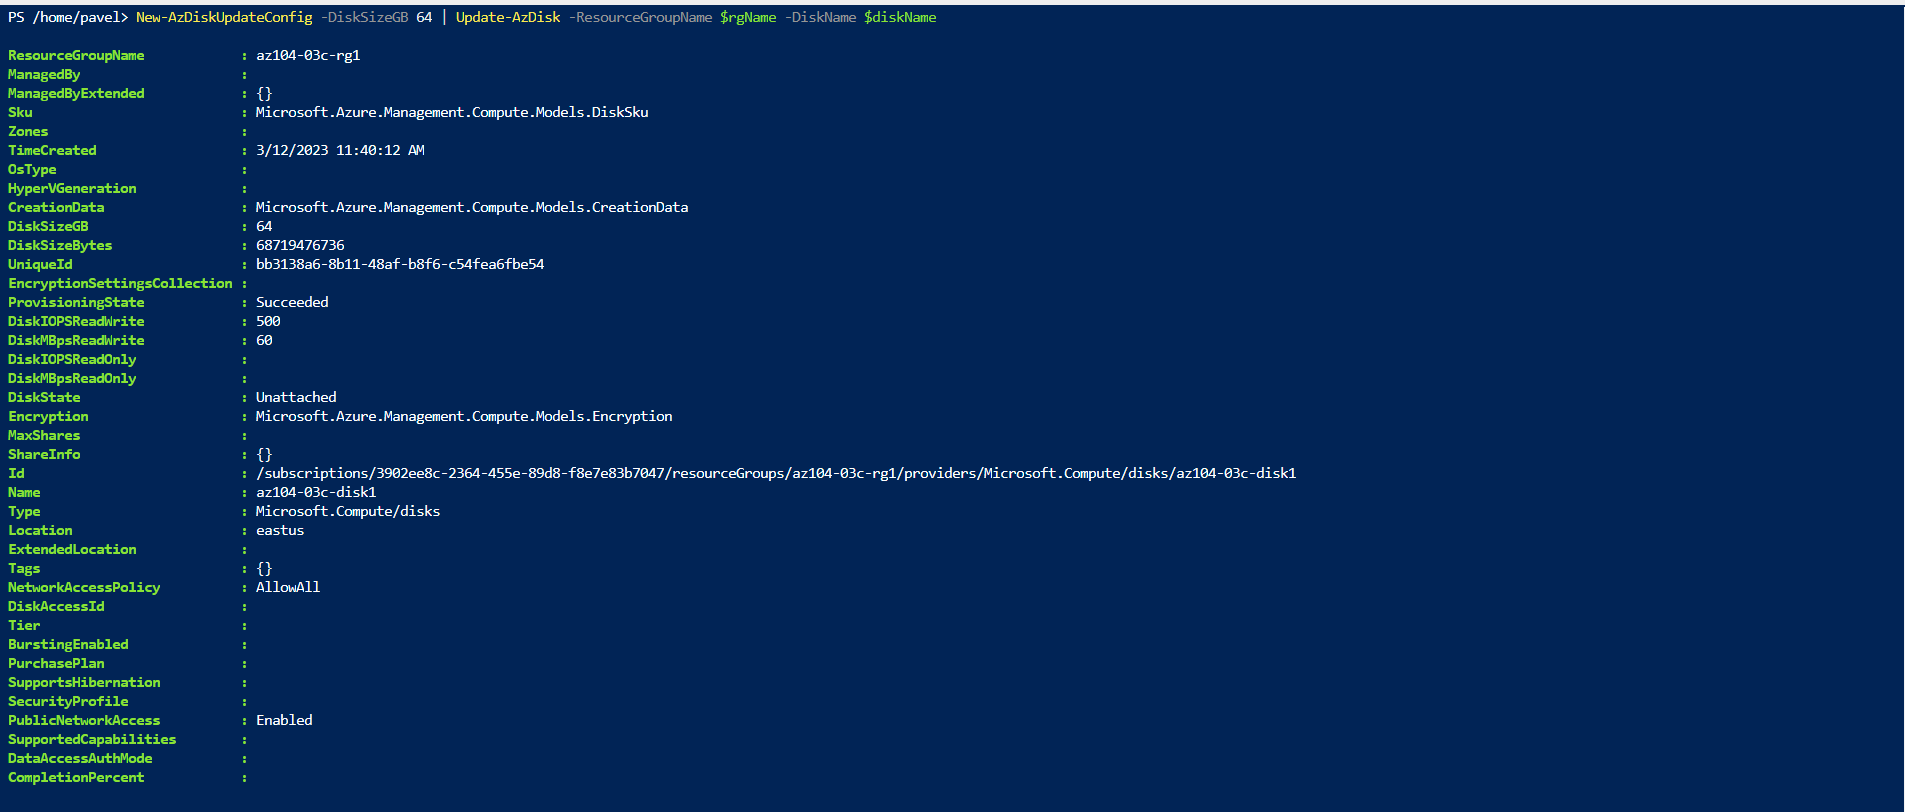 PS /home/pavel> New-AzDiskUpdateConfig -DiskSizeGB 64 | Update-AzDisk -ResourceGroupName $rgName -DiskName $diskName
ResourceGroupName : az104-03c-rg1
ManagedBy :
ManagedByExtended : {}
Sku : Microsoft.Azure.Management.Compute.Models.DiskSku
Zones :
TimeCreated : 3/12/2023 11:40:12 AM
OsType :
HyperVGeneration :
CreationData : Microsoft.Azure.Management.Compute.Models.CreationData
DiskSizeGB : 64
DiskSizeBytes : 68719476736
UniqueId : bb3138a6-8b11-48af-b8f6-c54fea6fbe54
EncryptionSettingsCollection :
ProvisioningState : Succeeded
DiskIOPSReadWrite : 500
DiskMBpsReadWrite : 60
DiskIOPSReadOnly :
DiskMBpsReadOnly :
DiskState : Unattached
Encryption : Microsoft.Azure.Management.Compute.Models.Encryption
MaxShares :
ShareInfo : {}
Id : /subscriptions/3902ee8c-2364-455e-89d8-f8e7e83b7047/resourceGroups/az104-03c-rg1/providers/Microsoft.Compute/disks/az104-03c-disk1
Name : az104-03c-disk1
Type : Microsoft.Compute/disks
Location : eastus
ExtendedLocation :
Tags : {}
NetworkAccessPolicy : AllowAll
DiskAccessId :
Tier :
BurstingEnabled :
PurchasePlan :
SupportsHibernation :
SecurityProfile :
PublicNetworkAccess : Enabled
SupportedCapabilities :
DataAccessAuthMode :
CompletionPercent :